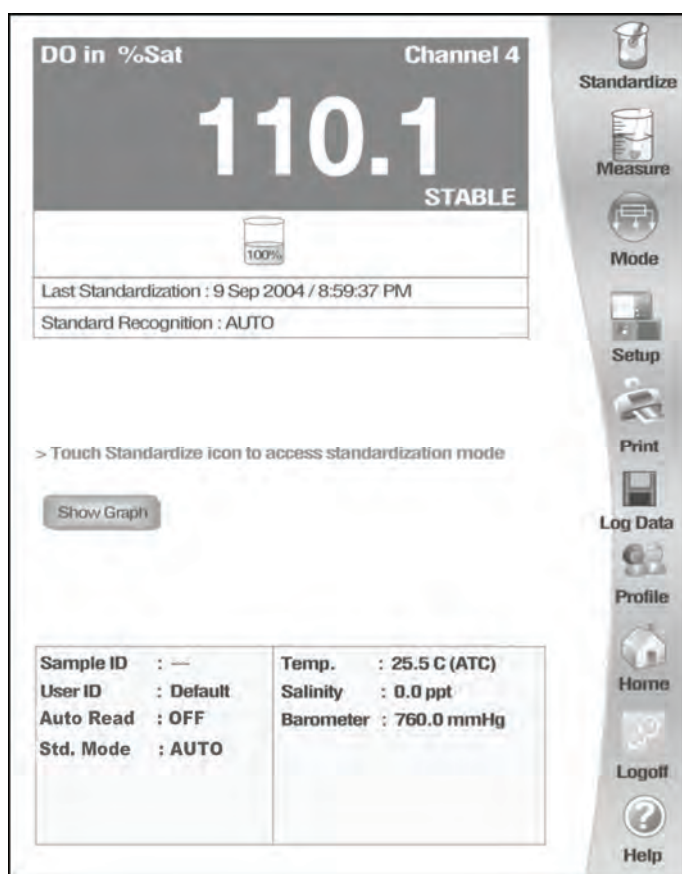 DO in %Sat Channel 4
110.1
STABLE
100%
Last Standardization : 9 Sep 2004 / 8:59:37 PM
Standard Recognition : AUTO
> Touch Standardize icon to access standardization mode
Show Graph
Sample ID : —
User ID : Default
Auto Read : OFF
Std. Mode : AUTO
Temp. : 25.5 C (ATC)
Salinity : 0.0 ppt
Barometer : 760.0 mmHg
Standardize
Measure
Mode
Setup
Print
Log Data
Profile
Home
Logoff
?
Help